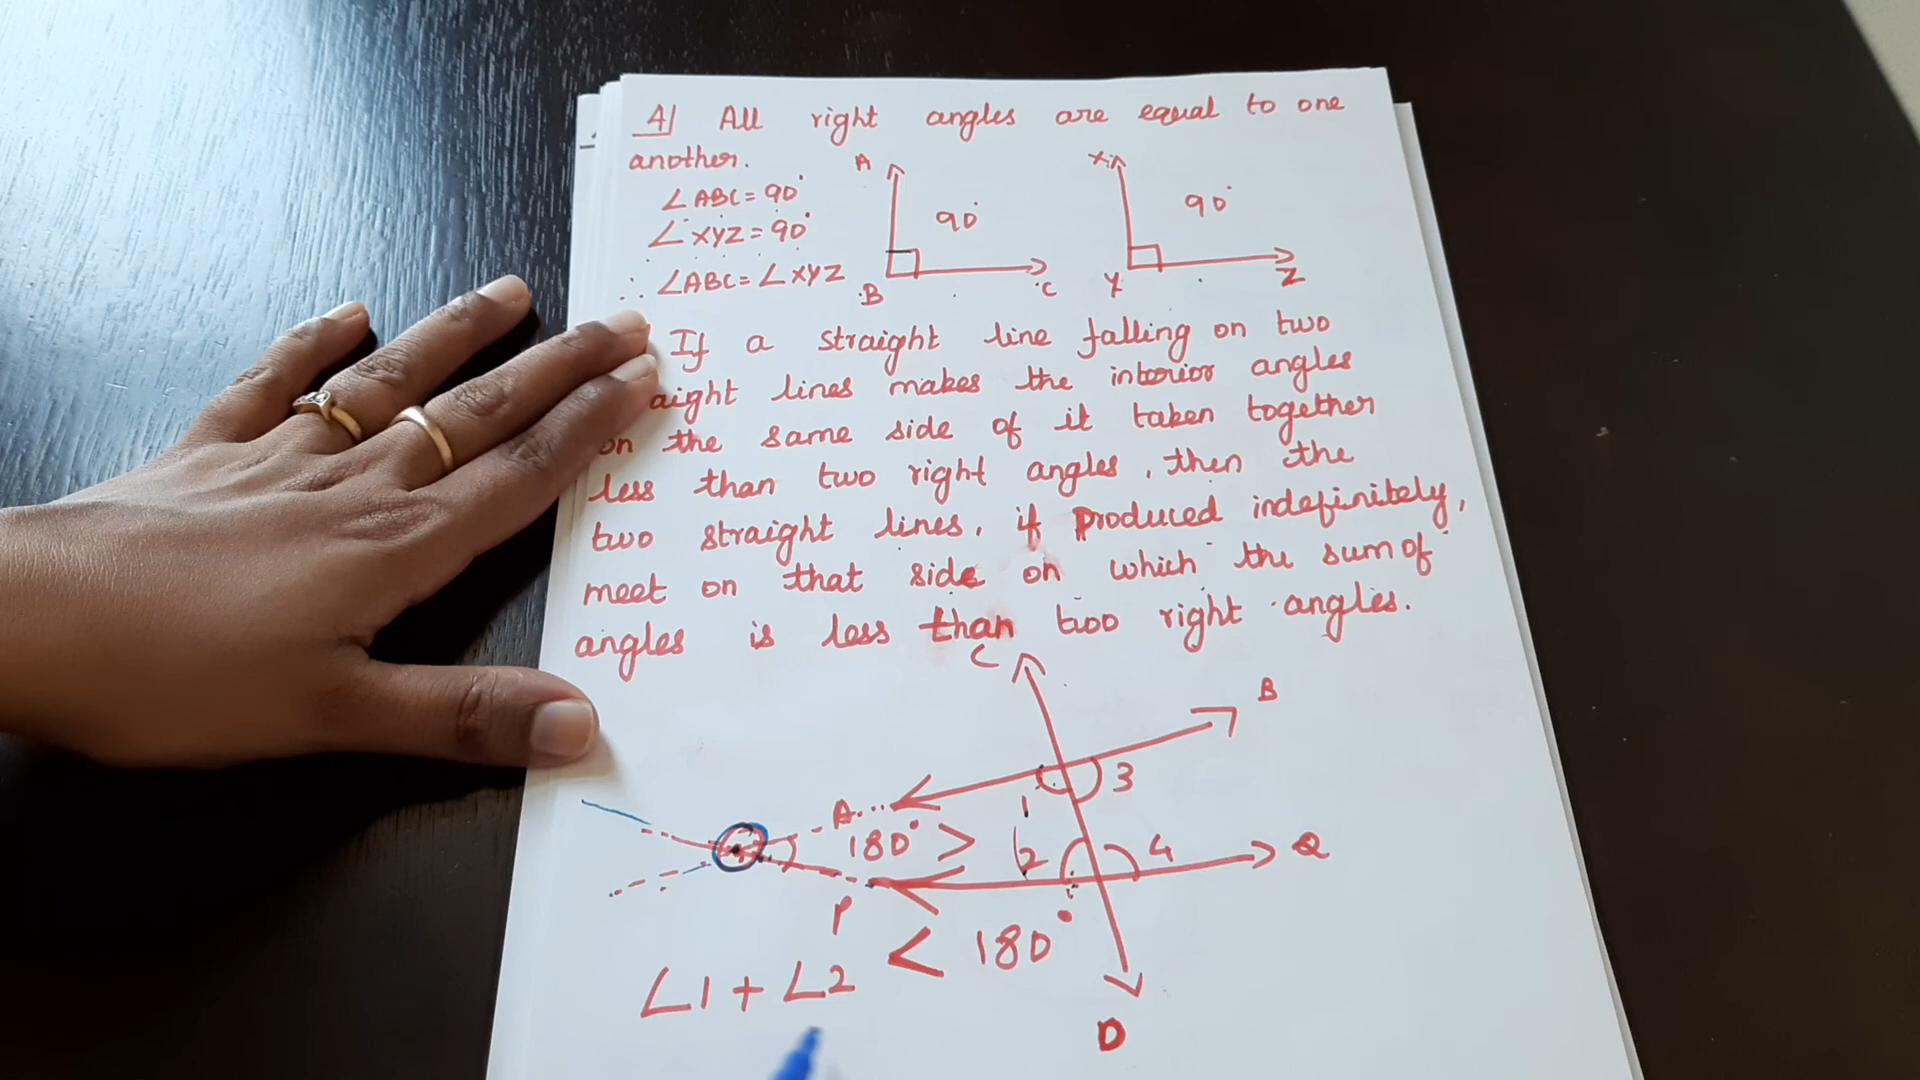 4| All right angles are equal to one
another.
∠ABC = 90°
∠XYZ = 90°
∴ ∠ABC = ∠XYZ
A
90°
B
C
X
90°
Y
Z
If a straight line falling on two
aight lines makes the interior angles
on the same side of it taken together
less than two right angles, then the
two straight lines, if produced indefinitely,
meet on that side on which the sum of
angles is less than two right angles.
C
B
3
A
1
180° >
2
4
Q
P
∠1 + ∠2 < 180°
D